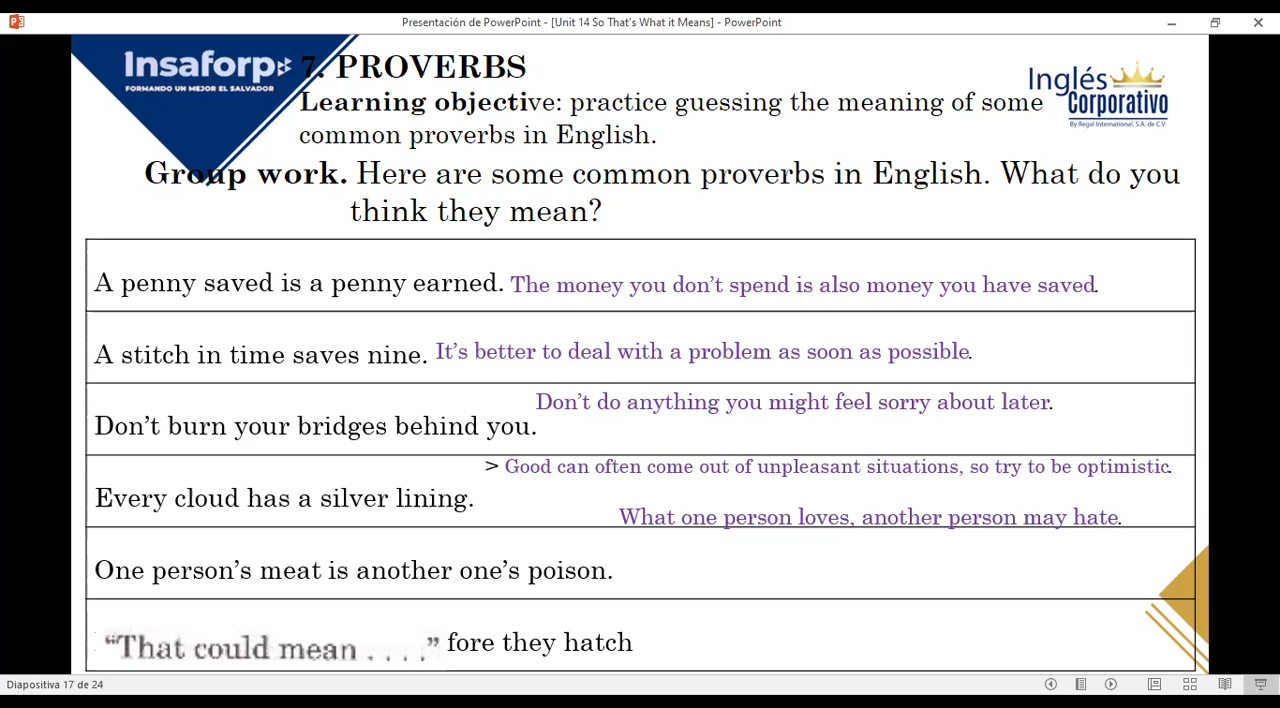 Presentación de PowerPoint - [Unit 14 So That's What it Means] - PowerPoint
Insaforp
FORMANDO UN MEJOR EL SALVADOR
7. PROVERBS
Inglés
Corporativo
By Regal International, S.A. de C.V.
Learning objective: practice guessing the meaning of some
common proverbs in English.
Group work. Here are some common proverbs in English. What do you
think they mean?
A penny saved is a penny earned. The money you don't spend is also money you have saved.
A stitch in time saves nine. It's better to deal with a problem as soon as possible.
Don't do anything you might feel sorry about later.
Don't burn your bridges behind you.
> Good can often come out of unpleasant situations, so try to be optimistic.
Every cloud has a silver lining.
What one person loves, another person may hate.
One person's meat is another one's poison.
“That could mean . . . .” fore they hatch
Diapositiva 17 de 24